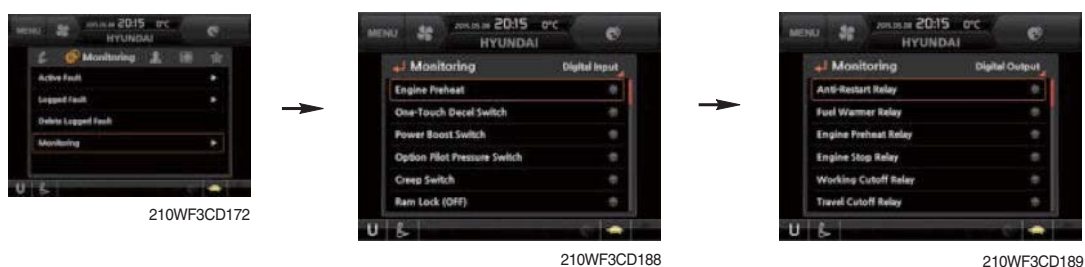 MENU 20:15 0°C
HYUNDAI
Monitoring
Active Fault
Logged Fault
Delete Logged Fault
Monitoring
U
210WF3CD172
MENU 20:15 0°C
HYUNDAI
Monitoring Digital Input
Engine Preheat
One-Touch Decel Switch
Power Boost Switch
Option Pilot Pressure Switch
Creep Switch
Ram Lock (OFF)
U
210WF3CD188
MENU 20:15 0°C
HYUNDAI
Monitoring Digital Output
Anti-Restart Relay
Fuel Warmer Relay
Engine Preheat Relay
Engine Stop Relay
Working Cutoff Relay
Travel Cutoff Relay
U
210WF3CD189